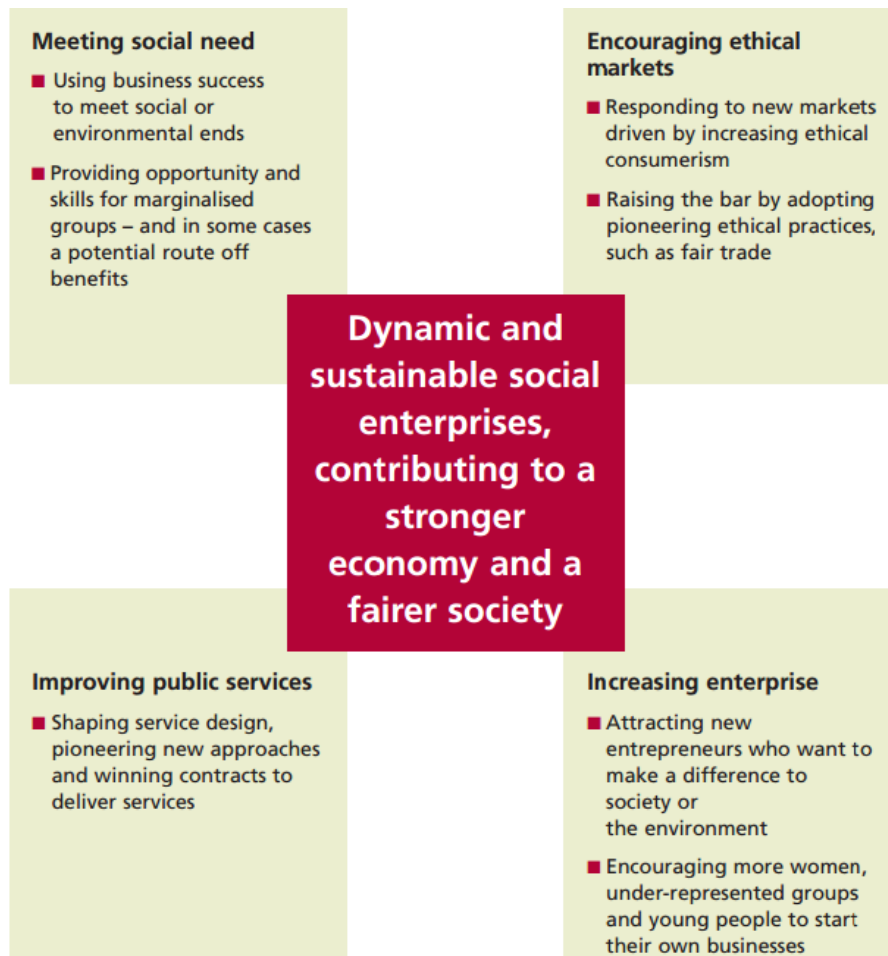 Meeting social need
■ Using business success
to meet social or
environmental ends
■ Providing opportunity and
skills for marginalised
groups – and in some cases
a potential route off
benefits
Encouraging ethical
markets
■ Responding to new markets
driven by increasing ethical
consumerism
■ Raising the bar by adopting
pioneering ethical practices,
such as fair trade
Dynamic and
sustainable social
enterprises,
contributing to a
stronger
economy and a
fairer society
Improving public services
■ Shaping service design,
pioneering new approaches
and winning contracts to
deliver services
Increasing enterprise
■ Attracting new
entrepreneurs who want to
make a difference to
society or
the environment
■ Encouraging more women,
under-represented groups
and young people to start
their own businesses